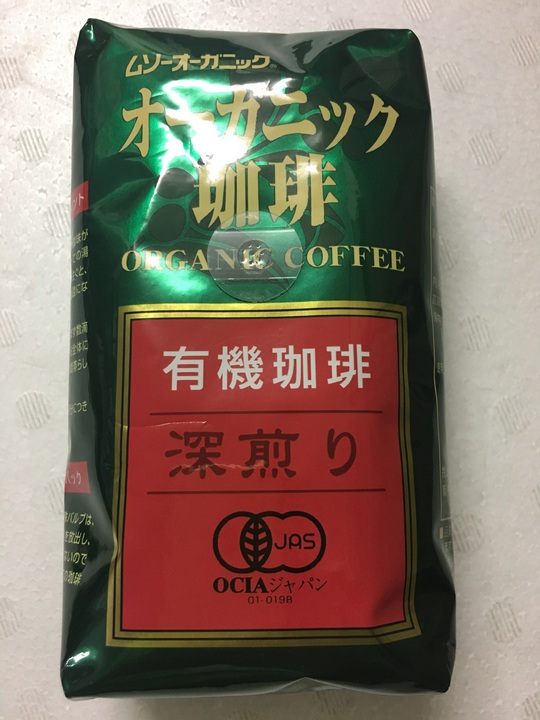 ムソーオーガニック
オーガニック
珈琲
ORGANIC COFFEE
有機珈琲
深煎り
JAS
OCIAジャパン
01-019B